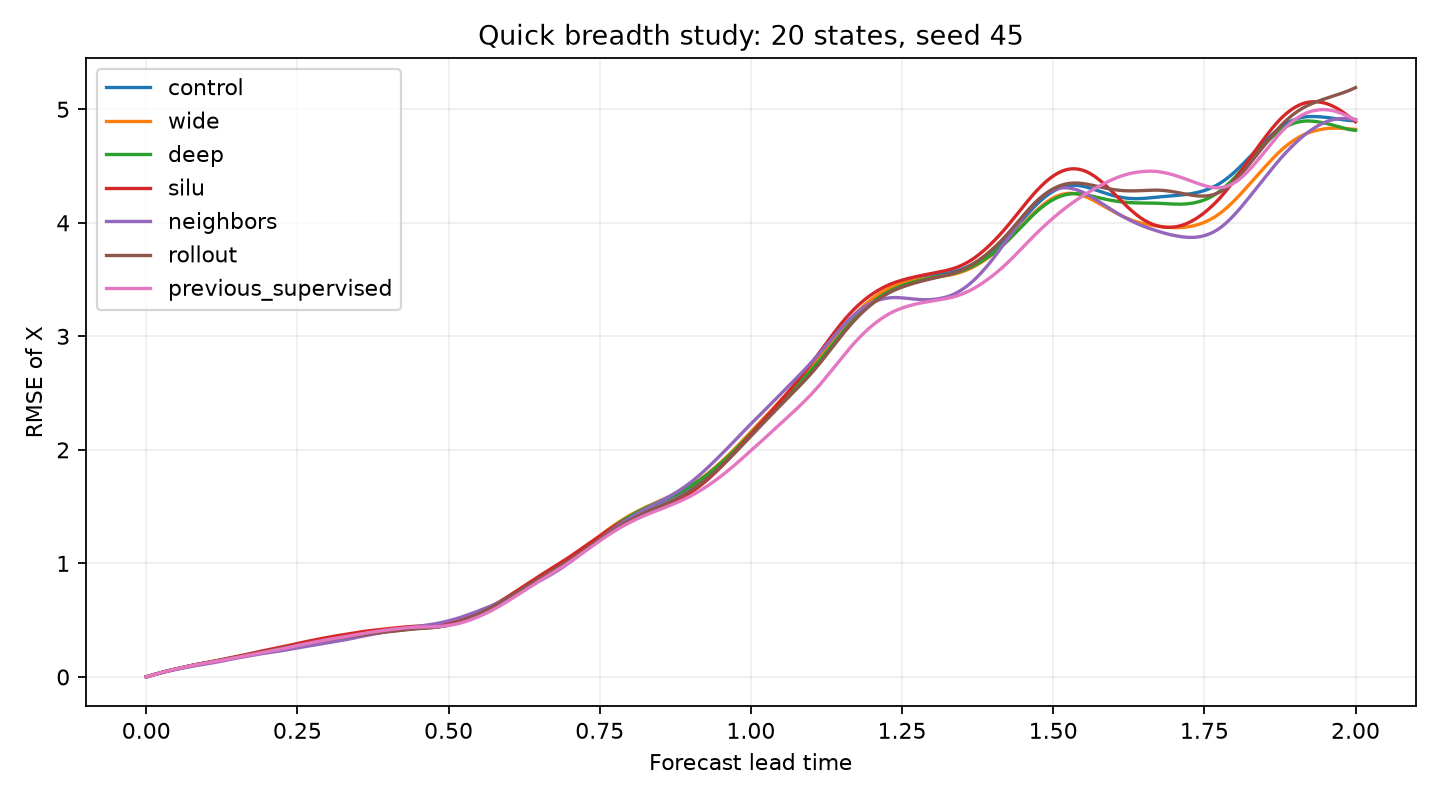 Quick breadth study: 20 states, seed 45
control
wide
deep
silu
neighbors
rollout
previous_supervised
5
4
3
2
1
0
RMSE of X
0.00 0.25 0.50 0.75 1.00 1.25 1.50 1.75 2.00
Forecast lead time